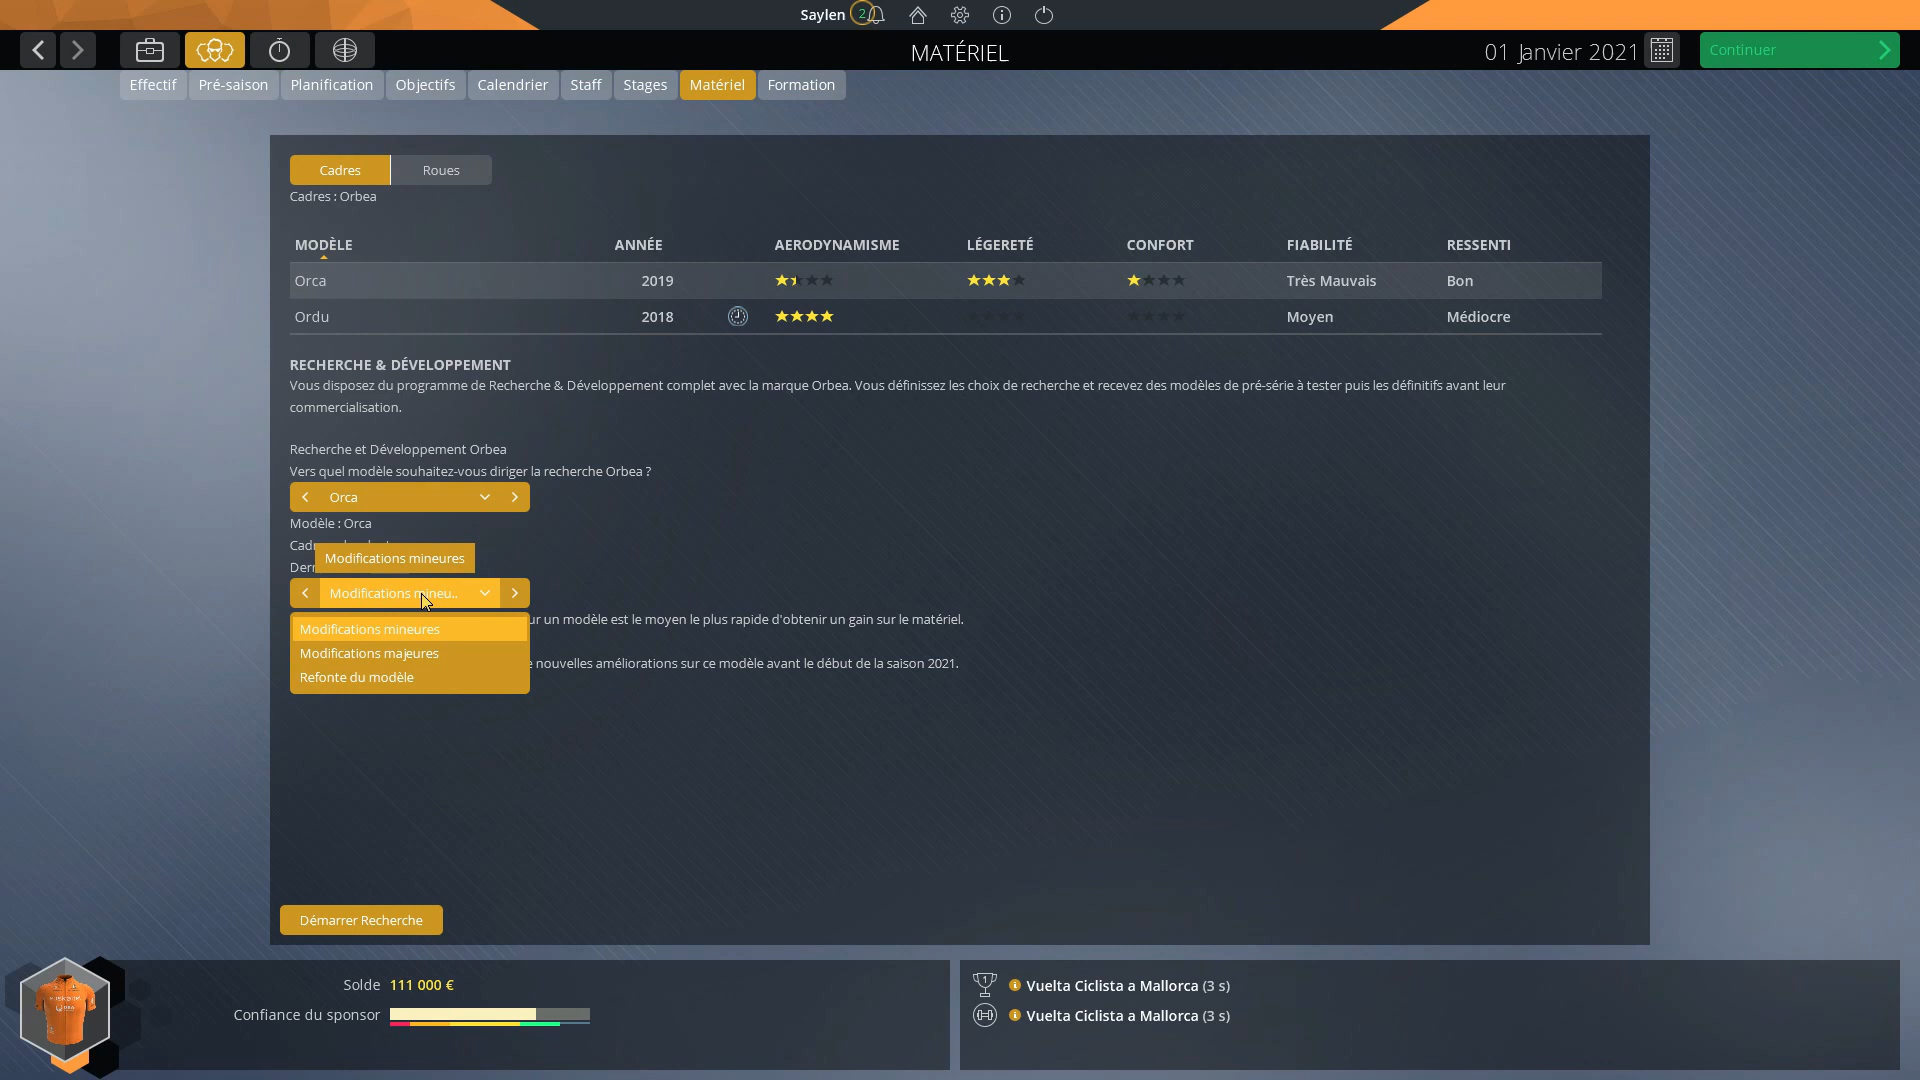 Saylen 2
MATÉRIEL
01 Janvier 2021
Continuer
Effectif Pré-saison Planification Objectifs Calendrier Staff Stages Matériel Formation
Cadres Roues
Cadres : Orbea
MODÈLE ANNÉE AERODYNAMISME LÉGERETÉ CONFORT FIABILITÉ RESSENTI
Orca 2019 Très Mauvais Bon
Ordu 2018 Moyen Médiocre
RECHERCHE & DÉVELOPPEMENT
Vous disposez du programme de Recherche & Développement complet avec la marque Orbea. Vous définissez les choix de recherche et recevez des modèles de pré-série à tester puis les définitifs avant leur
commercialisation.
Recherche et Développement Orbea
Vers quel modèle souhaitez-vous diriger la recherche Orbea ?
Orca
Modèle : Orca
Modifications mineures
Modifications mineu..
un modèle est le moyen le plus rapide d'obtenir un gain sur le matériel.
Modifications mineures
Modifications majeures
nouvelles améliorations sur ce modèle avant le début de la saison 2021.
Refonte du modèle
Démarrer Recherche
Solde 111 000 €
Confiance du sponsor
1 Vuelta Ciclista a Mallorca (3 s)
Vuelta Ciclista a Mallorca (3 s)